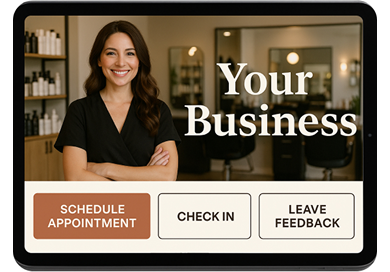 Your
Business
SCHEDULE
APPOINTMENT
CHECK IN
LEAVE
FEEDBACK